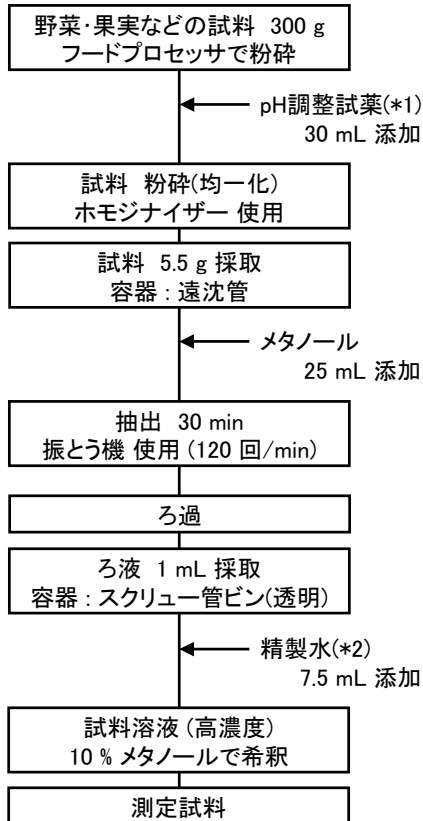 野菜・果実などの試料 300 g
フードプロセッサで粉砕
pH調整試薬(*1)
30 mL 添加
試料 粉砕(均一化)
ホモジナイザー 使用
試料 5.5 g 採取
容器：遠沈管
メタノール
25 mL 添加
抽出 30 min
振とう機 使用 (120 回/min)
ろ過
ろ液 1 mL 採取
容器：スクリュー管ビン(透明)
精製水(*2)
7.5 mL 添加
試料溶液 (高濃度)
10 % メタノールで希釈
測定試料